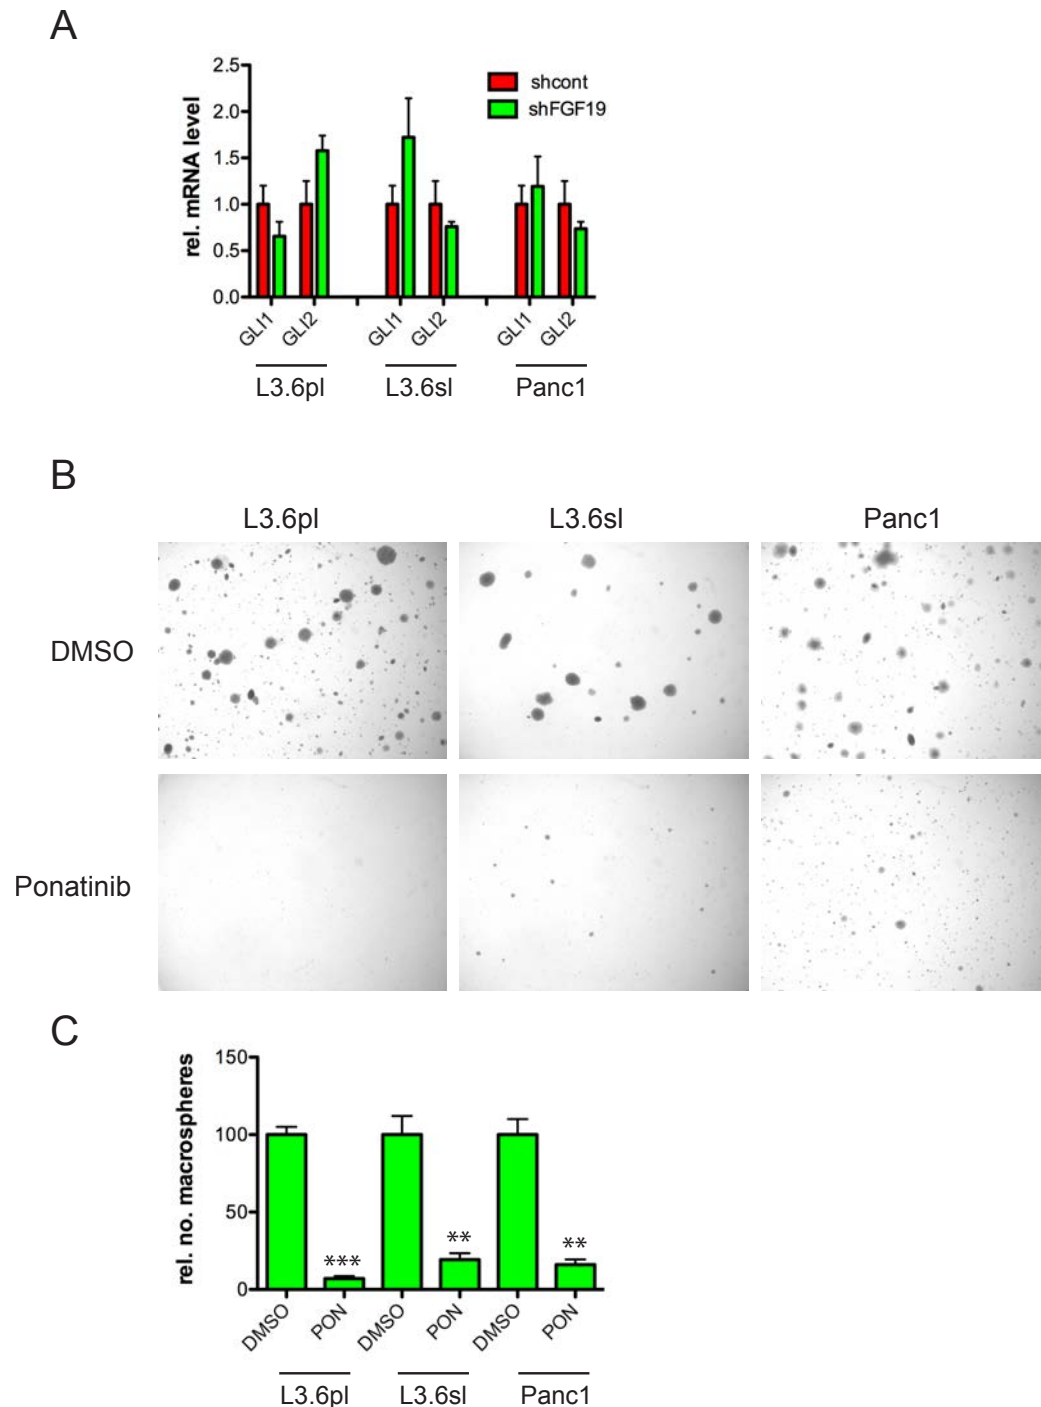 A
2.5
2.0
1.5
1.0
0.5
0.0
rel. mRNA level
shcont
shFGF19
GLI1 GLI2 GLI1 GLI2 GLI1 GLI2
L3.6pl L3.6sl Panc1
B
L3.6pl L3.6sl Panc1
DMSO
Ponatinib
C
150
100
50
0
rel. no. macrospheres
*** ** **
DMSO PON DMSO PON DMSO PON
L3.6pl L3.6sl Panc1